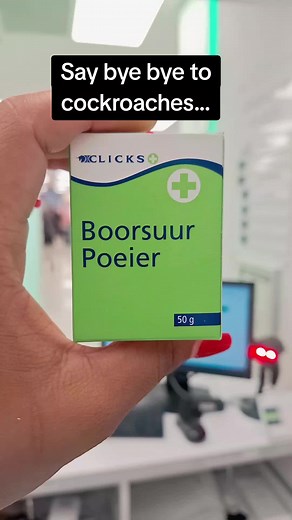 Say bye bye to
cockroaches...
CLICKS
Boorsuur
Poeier
50 g